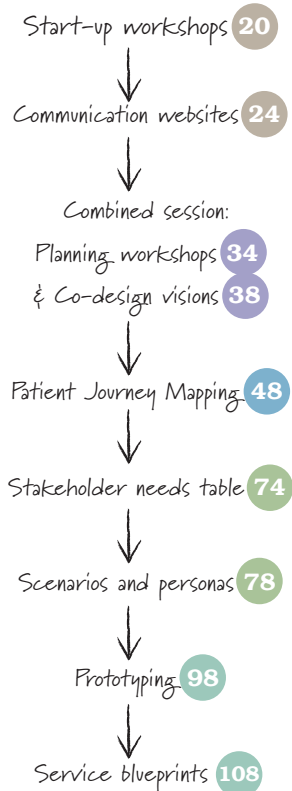 Start-up workshops 20
Communication websites 24
Combined session:
Planning workshops 34
& Co-design visions 38
Patient Journey Mapping 48
Stakeholder needs table 74
Scenarios and personas 78
Prototyping 98
Service blueprints 108